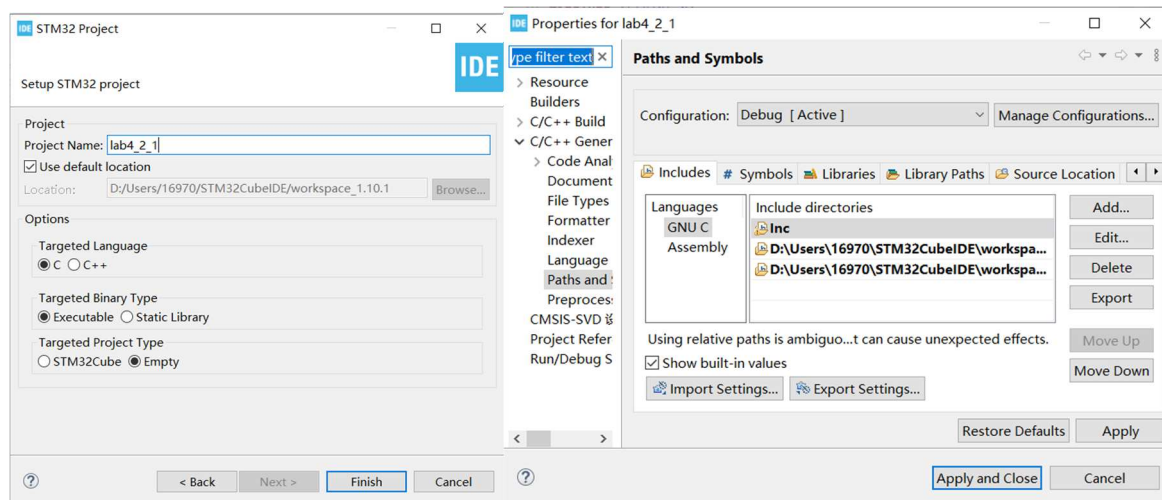 IDE STM32 Project
IDE
Setup STM32 project
Project
Project Name: lab4_2_1
Use default location
Location: D:/Users/16970/STM32CubeIDE/workspace_1.10.1 Browse...
Options
Targeted Language
C C++
Targeted Binary Type
Executable Static Library
Targeted Project Type
STM32Cube Empty
? < Back Next > Finish Cancel
IDE Properties for lab4_2_1
ype filter text
Resource
Builders
C/C++ Build
C/C++ Gener
Code Anal
Document
File Types
Formatter
Indexer
Language
Paths and
Preproces
CMSIS-SVD 设
Project Refer
Run/Debug S
Paths and Symbols
Configuration: Debug [ Active ] Manage Configurations...
Includes # Symbols Libraries Library Paths Source Location
Languages
GNU C
Assembly
Include directories
Inc
D:\Users\16970\STM32CubeIDE\workspa...
D:\Users\16970\STM32CubeIDE\workspa...
Add...
Edit...
Delete
Export
Move Up
Move Down
Using relative paths is ambiguo...t can cause unexpected effects.
Show built-in values
Import Settings... Export Settings...
Restore Defaults Apply
? Apply and Close Cancel